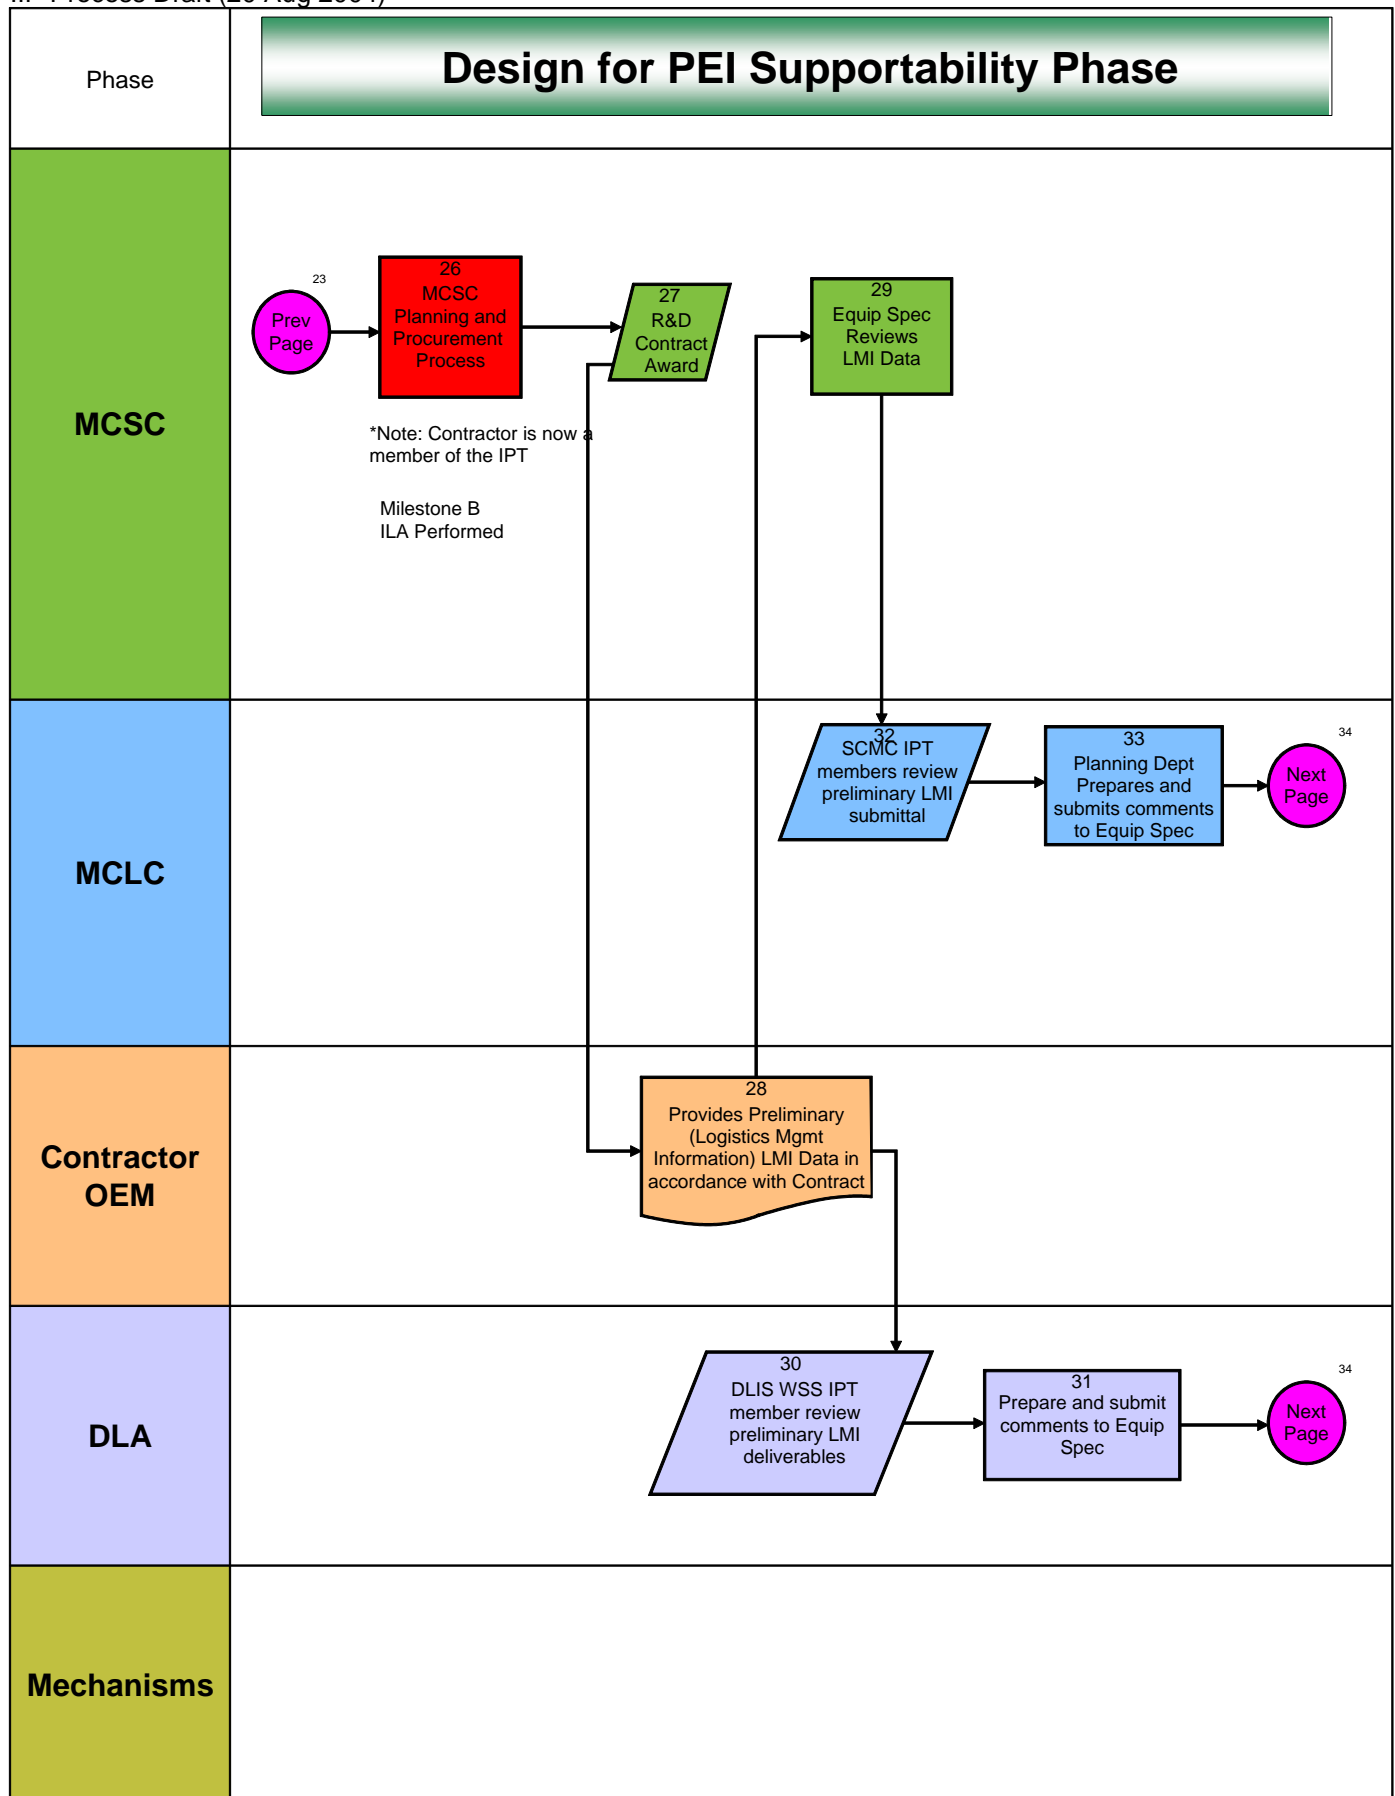 Process Draft
Phase
Design for PEI Supportability Phase
MCSC
23
Prev
Page
26
MCSC
Planning and
Procurement
Process
27
R&D
Contract
Award
29
Equip Spec
Reviews
LMI Data
*Note: Contractor is now a
member of the IPT
Milestone B
ILA Performed
MCLC
32
SCMC IPT
members review
preliminary LMI
submittal
33
Planning Dept
Prepares and
submits comments
to Equip Spec
34
Next
Page
Contractor
OEM
28
Provides Preliminary
(Logistics Mgmt
Information) LMI Data in
accordance with Contract
DLA
30
DLIS WSS IPT
member review
preliminary LMI
deliverables
31
Prepare and submit
comments to Equip
Spec
34
Next
Page
Mechanisms